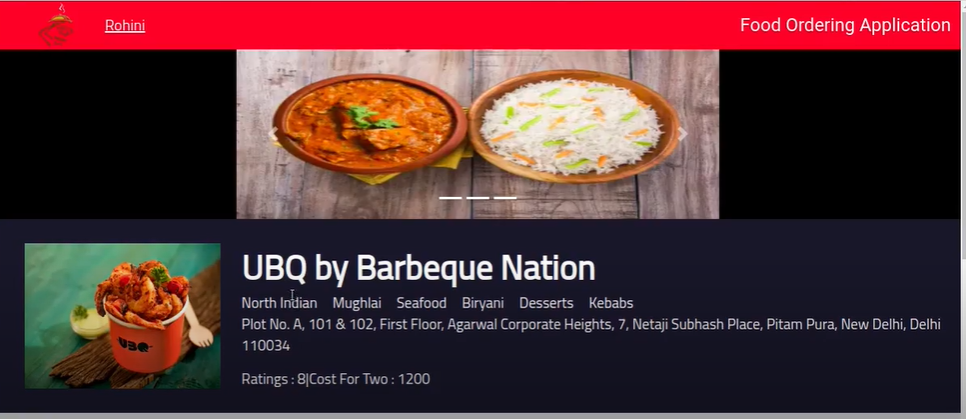 Rohini
Food Ordering Application
UBQ by Barbeque Nation
North Indian Mughlai Seafood Biryani Desserts Kebabs
Plot No. A, 101 & 102, First Floor, Agarwal Corporate Heights, 7, Netaji Subhash Place, Pitam Pura, New Delhi, Delhi
110034
UBQ
Ratings : 8|Cost For Two : 1200